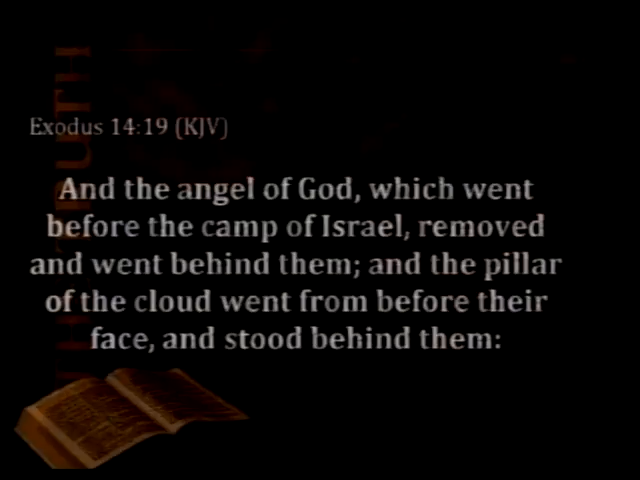 Exodus 14:19 (KJV)
And the angel of God, which went
before the camp of Israel, removed
and went behind them; and the pillar
of the cloud went from before their
face, and stood behind them: